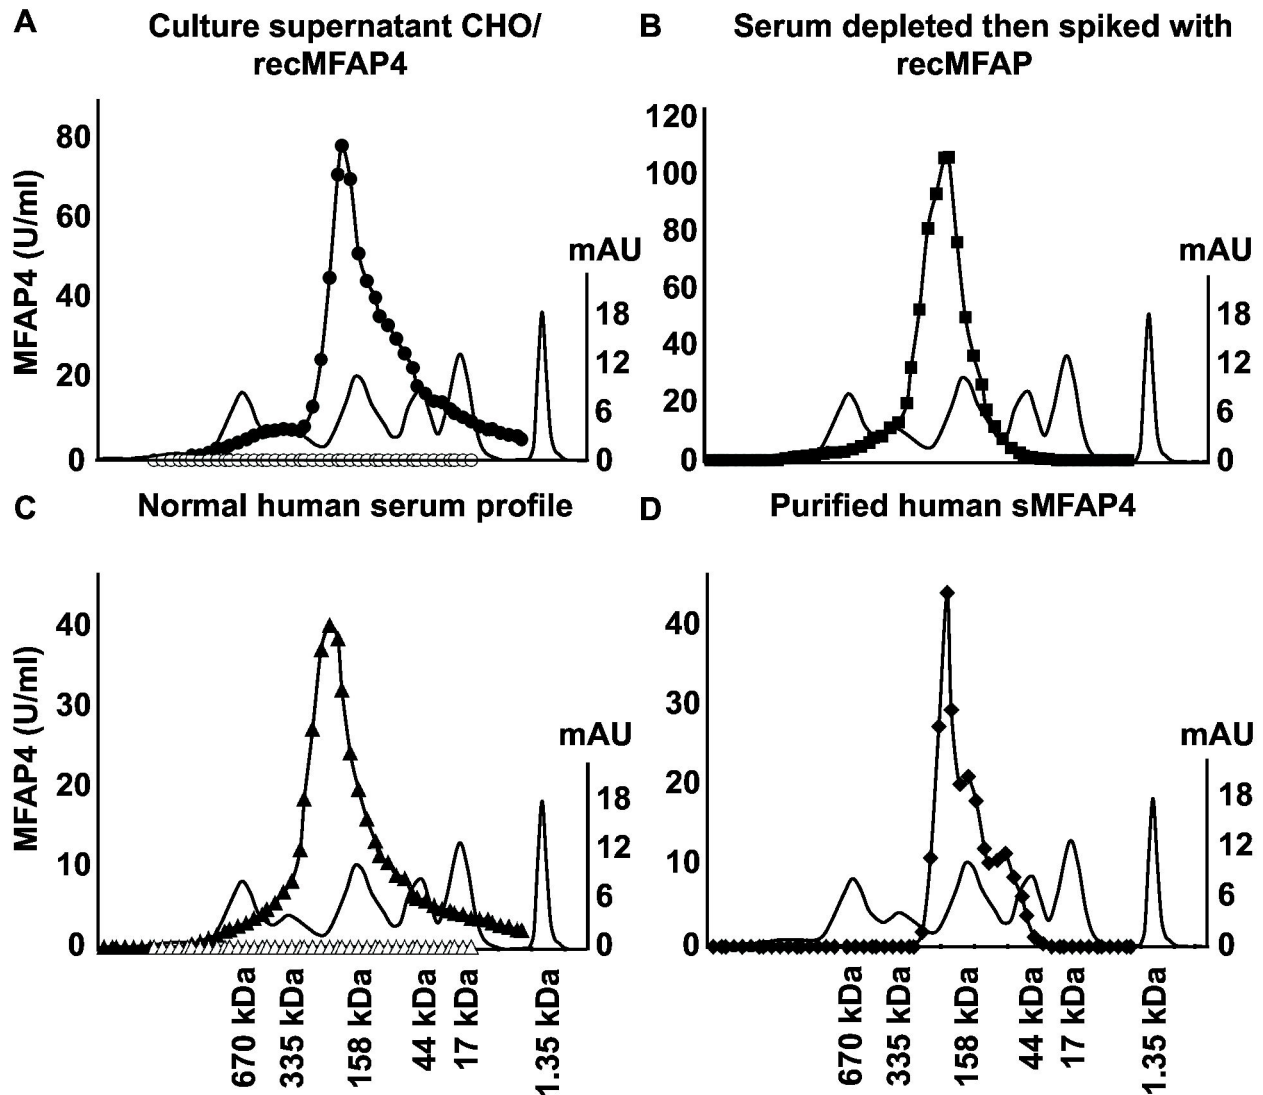 A
Culture supernatant CHO/
recMFAP4
MFAP4 (U/ml)
80
60
40
20
0
mAU
18
12
6
0
B
Serum depleted then spiked with
recMFAP
120
100
80
60
40
20
0
mAU
18
12
6
0
C
Normal human serum profile
MFAP4 (U/ml)
40
30
20
10
0
mAU
18
12
6
0
670 kDa
335 kDa
158 kDa
44 kDa
17 kDa
1.35 kDa
D
Purified human sMFAP4
40
30
20
10
0
mAU
18
12
6
0
670 kDa
335 kDa
158 kDa
44 kDa
17 kDa
1.35 kDa